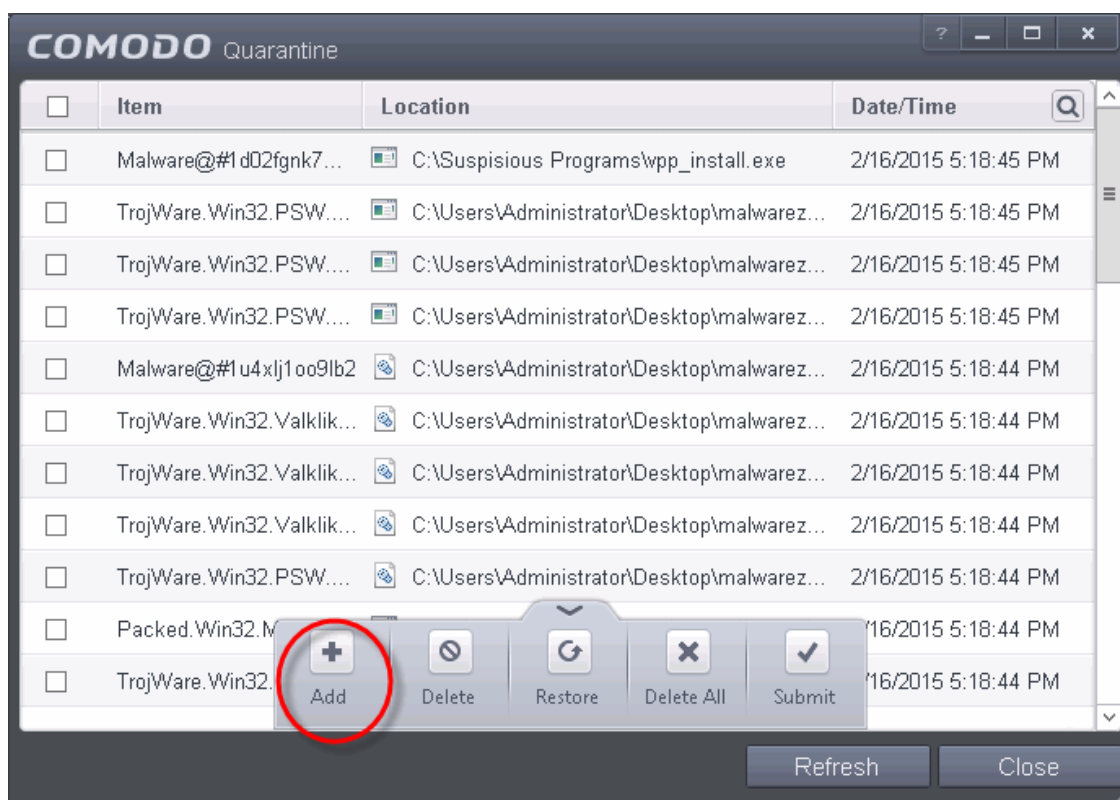 COMODO Quarantine
?
Item Location Date/Time
Malware@#1d02fgnk7... C:\Suspisious Programs\vpp_install.exe 2/16/2015 5:18:45 PM
TrojWare.Win32.PSW.... C:\Users\Administrator\Desktop\malwarez... 2/16/2015 5:18:45 PM
TrojWare.Win32.PSW.... C:\Users\Administrator\Desktop\malwarez... 2/16/2015 5:18:45 PM
TrojWare.Win32.PSW.... C:\Users\Administrator\Desktop\malwarez... 2/16/2015 5:18:45 PM
Malware@#1u4xlj1oo9lb2 C:\Users\Administrator\Desktop\malwarez... 2/16/2015 5:18:44 PM
TrojWare.Win32.Valklik... C:\Users\Administrator\Desktop\malwarez... 2/16/2015 5:18:44 PM
TrojWare.Win32.Valklik... C:\Users\Administrator\Desktop\malwarez... 2/16/2015 5:18:44 PM
TrojWare.Win32.Valklik... C:\Users\Administrator\Desktop\malwarez... 2/16/2015 5:18:44 PM
TrojWare.Win32.PSW.... C:\Users\Administrator\Desktop\malwarez... 2/16/2015 5:18:44 PM
Packed.Win32.M /16/2015 5:18:44 PM
TrojWare.Win32. /16/2015 5:18:44 PM
Add Delete Restore Delete All Submit
Refresh Close